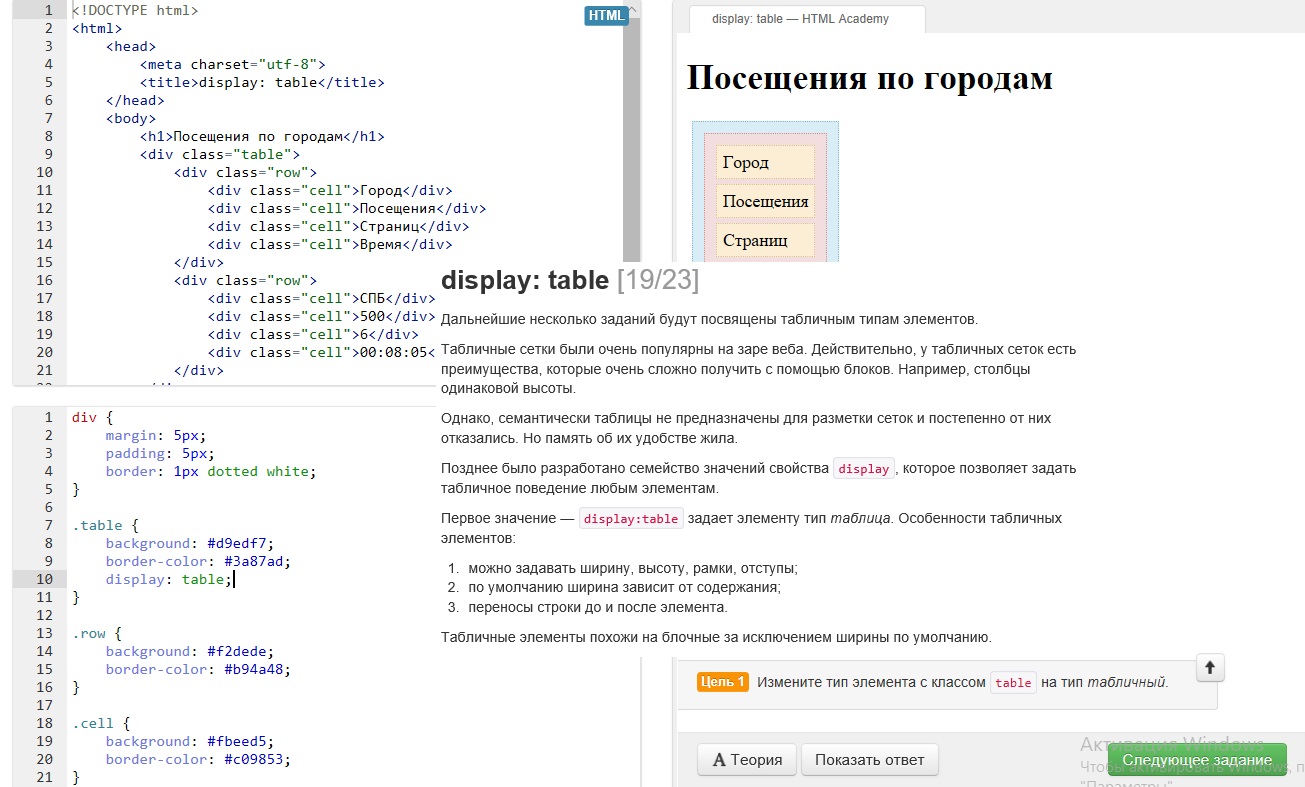 1 <!DOCTYPE html>
2 <html>
3     <head>
4         <meta charset="utf-8">
5         <title>display: table</title>
6     </head>
7     <body>
8         <h1>Посещения по городам</h1>
9         <div class="table">
10             <div class="row">
11                 <div class="cell">Город</div>
12                 <div class="cell">Посещения</div>
13                 <div class="cell">Страниц</div>
14                 <div class="cell">Время</div>
15             </div>
16             <div class="row">
17                 <div class="cell">СПБ</div>
18                 <div class="cell">500</div>
19                 <div class="cell">6</div>
20                 <div class="cell">00:08:05<
21             </div>
HTML
1 div {
2     margin: 5px;
3     padding: 5px;
4     border: 1px dotted white;
5 }
6
7 .table {
8     background: #d9edf7;
9     border-color: #3a87ad;
10     display: table;
11 }
12
13 .row {
14     background: #f2dede;
15     border-color: #b94a48;
16 }
17
18 .cell {
19     background: #fbeed5;
20     border-color: #c09853;
21 }
display: table — HTML Academy
Посещения по городам
Город
Посещения
Страниц
display: table [19/23]
Дальнейшие несколько заданий будут посвящены табличным типам элементов.
Табличные сетки были очень популярны на заре веба. Действительно, у табличных сеток есть
преимущества, которые очень сложно получить с помощью блоков. Например, столбцы
одинаковой высоты.
Однако, семантически таблицы не предназначены для разметки сеток и постепенно от них
отказались. Но память об их удобстве жила.
Позднее было разработано семейство значений свойства display, которое позволяет задать
табличное поведение любым элементам.
Первое значение — display:table задает элементу тип таблица. Особенности табличных
элементов:
1. можно задавать ширину, высоту, рамки, отступы;
2. по умолчанию ширина зависит от содержания;
3. переносы строки до и после элемента.
Табличные элементы похожи на блочные за исключением ширины по умолчанию.
Цель 1 Измените тип элемента с классом table на тип табличный.
А Теория
Показать ответ
Следующее задание
Активация Windows
Чтобы активировать Windows, п
"Параметры"